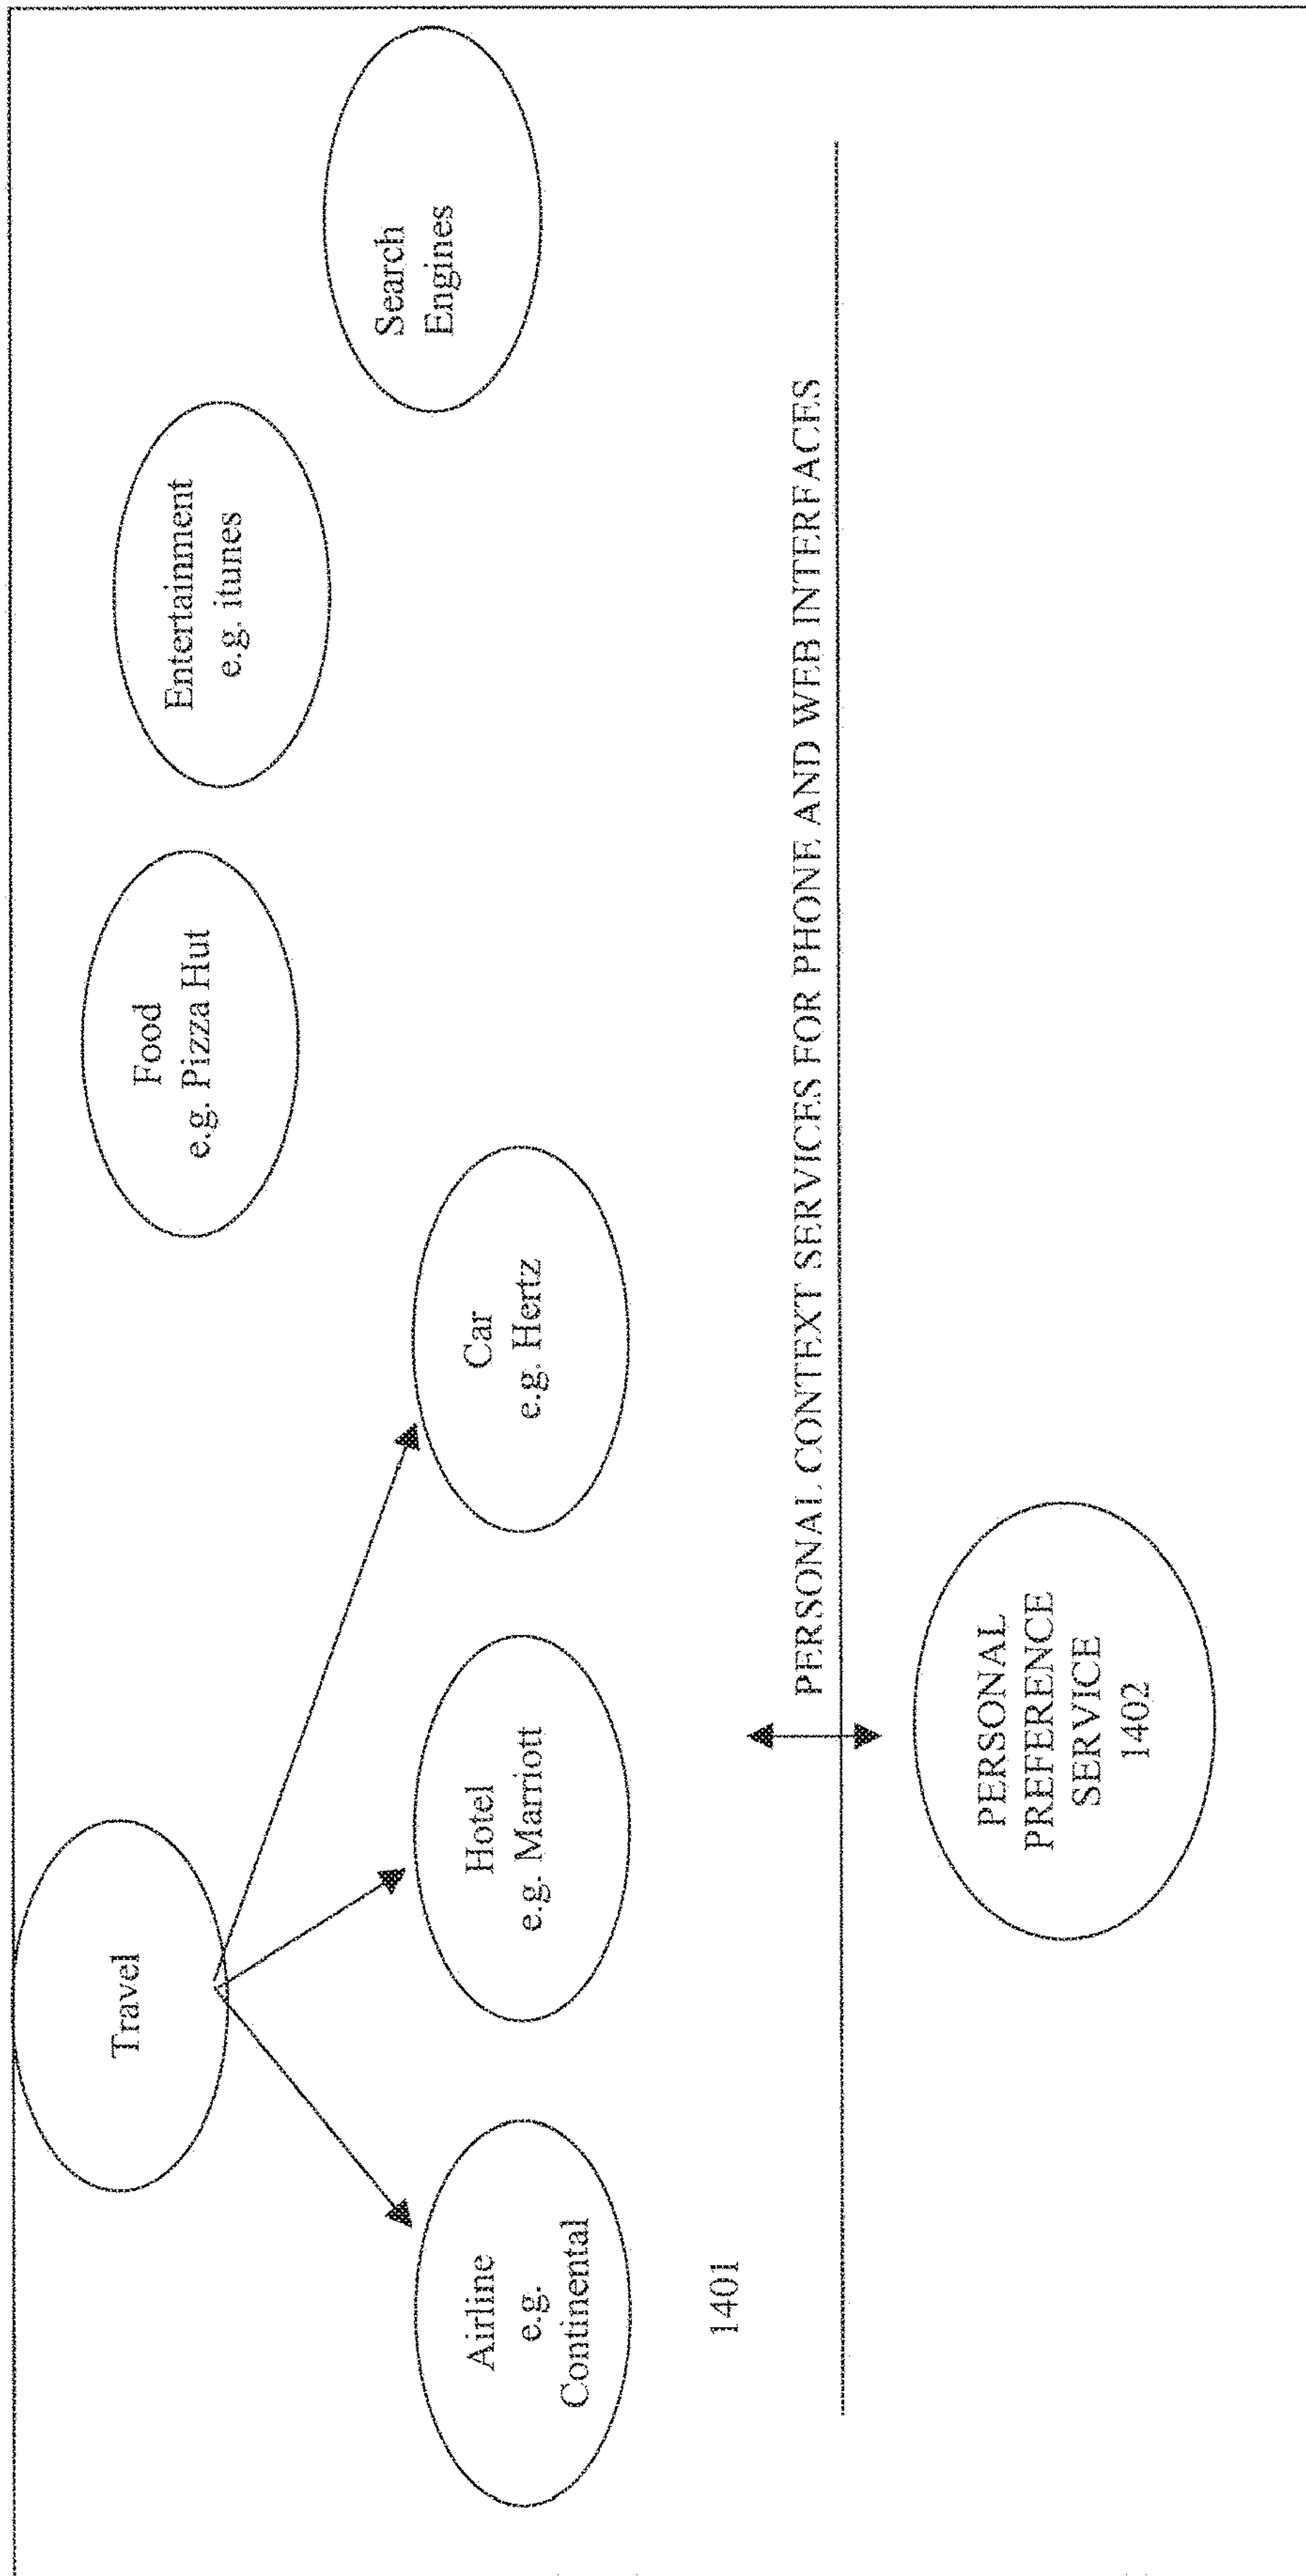 Travel
Food
e.g. Pizza Hut
Entertainment
e.g. itunes
Search
Engines
Airline
e.g.
Continental
Hotel
e.g. Marriott
Car
e.g. Hertz
1401
PERSONAL CONTEXT SERVICES FOR PHONE AND WEB INTERFACES
PERSONAL
PREFERENCE
SERVICE
1402